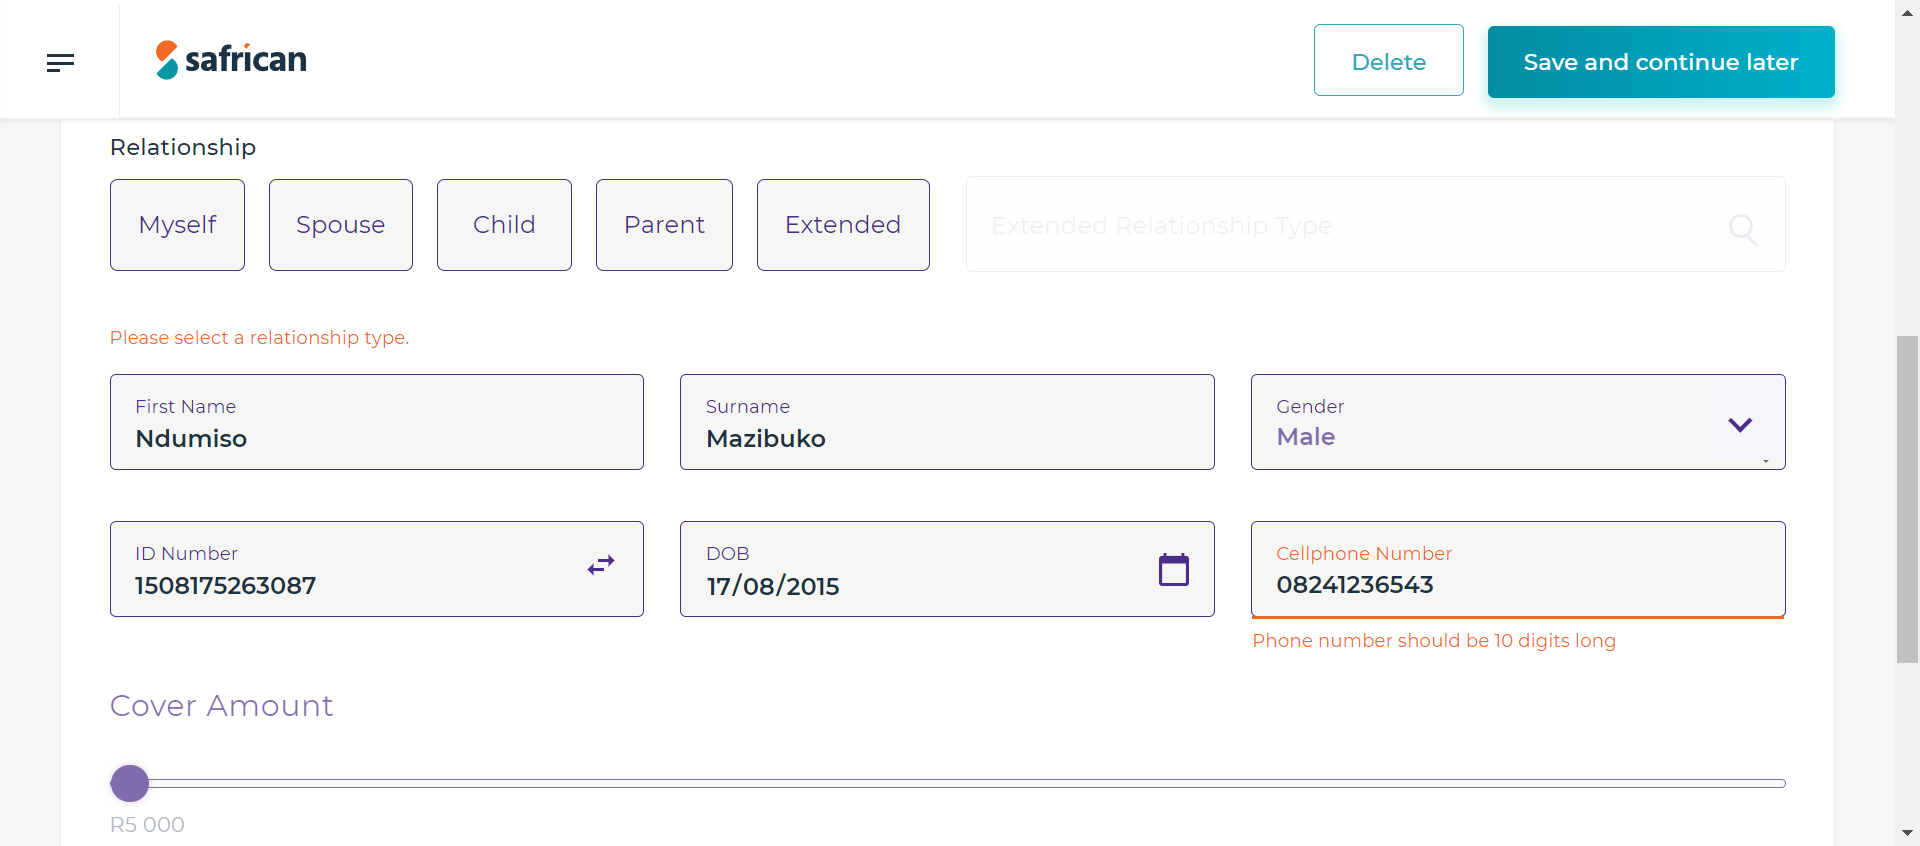 safrican
Delete
Save and continue later
Relationship
Myself
Spouse
Child
Parent
Extended
Extended Relationship Type
Please select a relationship type.
First Name
Ndumiso
Surname
Mazibuko
Gender
Male
ID Number
1508175263087
DOB
17/08/2015
Cellphone Number
08241236543
Phone number should be 10 digits long
Cover Amount
R5 000